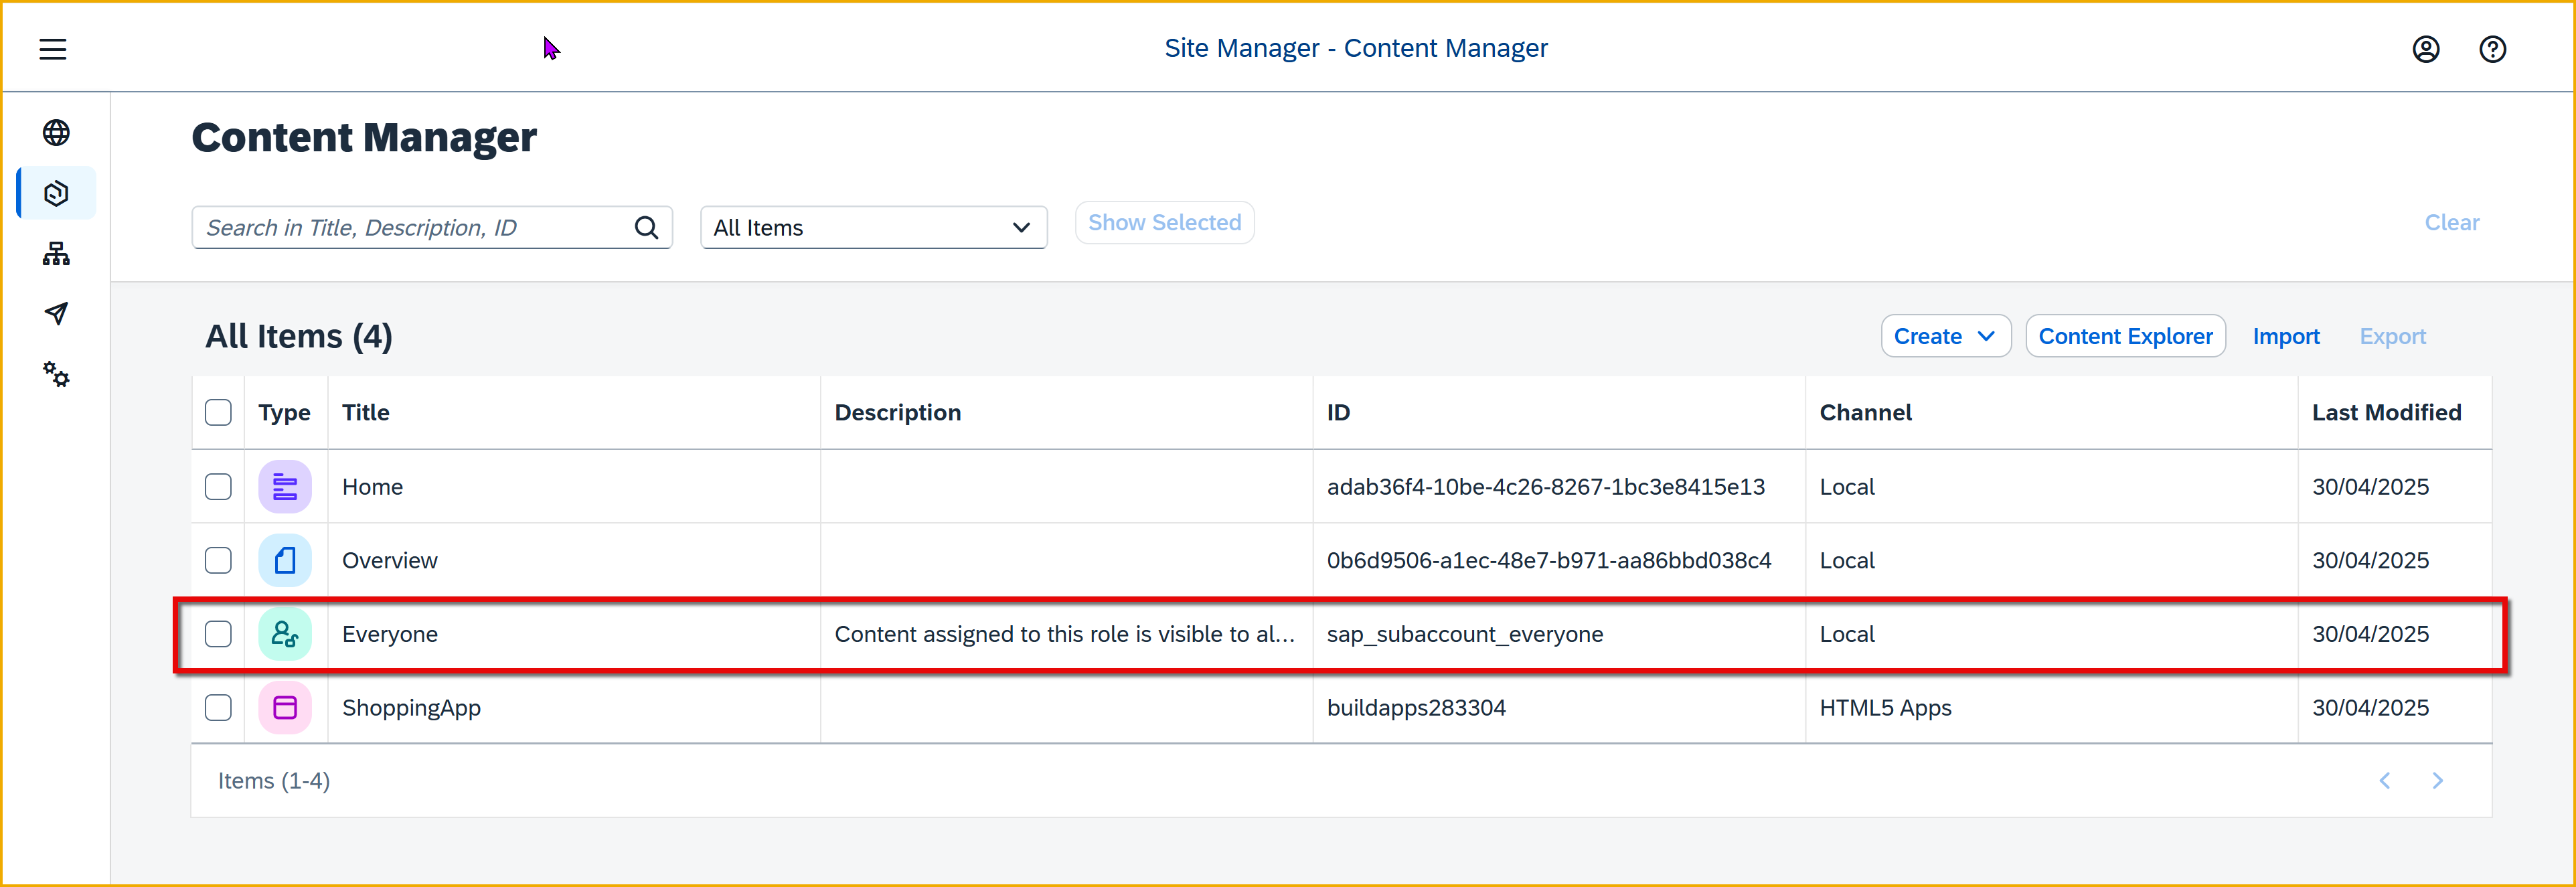 Site Manager - Content Manager
Content Manager
Search in Title, Description, ID All Items Show Selected Clear
All Items (4) Create Content Explorer Import Export
Type Title Description ID Channel Last Modified
Home adab36f4-10be-4c26-8267-1bc3e8415e13 Local 30/04/2025
Overview 0b6d9506-a1ec-48e7-b971-aa86bbd038c4 Local 30/04/2025
Everyone Content assigned to this role is visible to al... sap_subaccount_everyone Local 30/04/2025
ShoppingApp buildapps283304 HTML5 Apps 30/04/2025
Items (1-4)